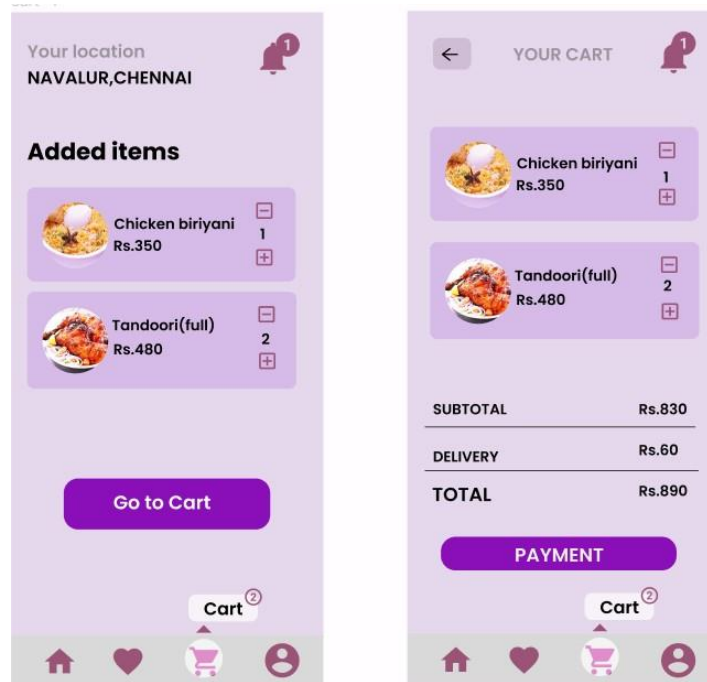 Your location
NAVALUR,CHENNAI
1
Added items
Chicken biriyani
Rs.350
1
Tandoori(full)
Rs.480
2
Go to Cart
Cart
2
YOUR CART
1
Chicken biriyani
Rs.350
1
Tandoori(full)
Rs.480
2
SUBTOTAL Rs.830
DELIVERY Rs.60
TOTAL Rs.890
PAYMENT
Cart
2